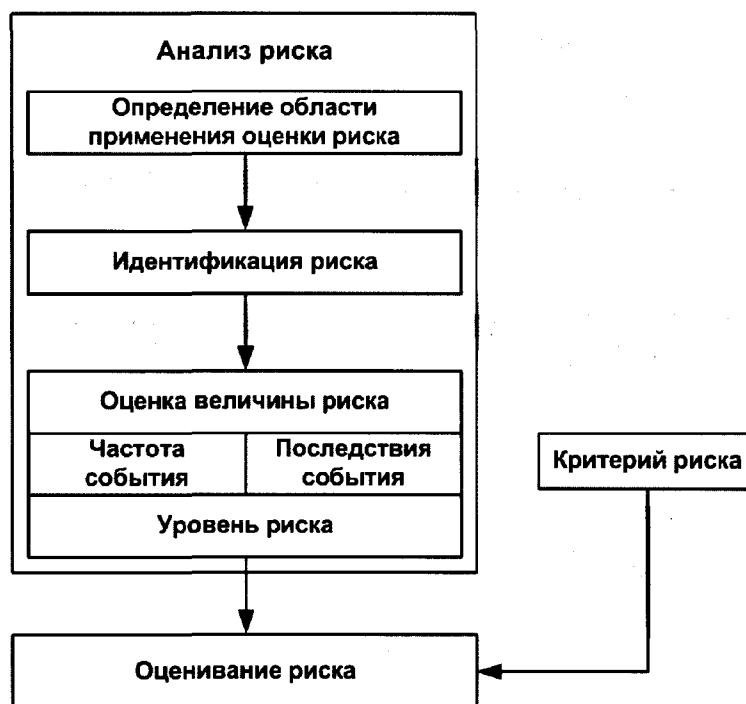 Анализ риска
Определение области
применения оценки риска
Идентификация риска
Оценка величины риска
Частота
события
Последствия
события
Критерий риска
Уровень риска
Оценивание риска